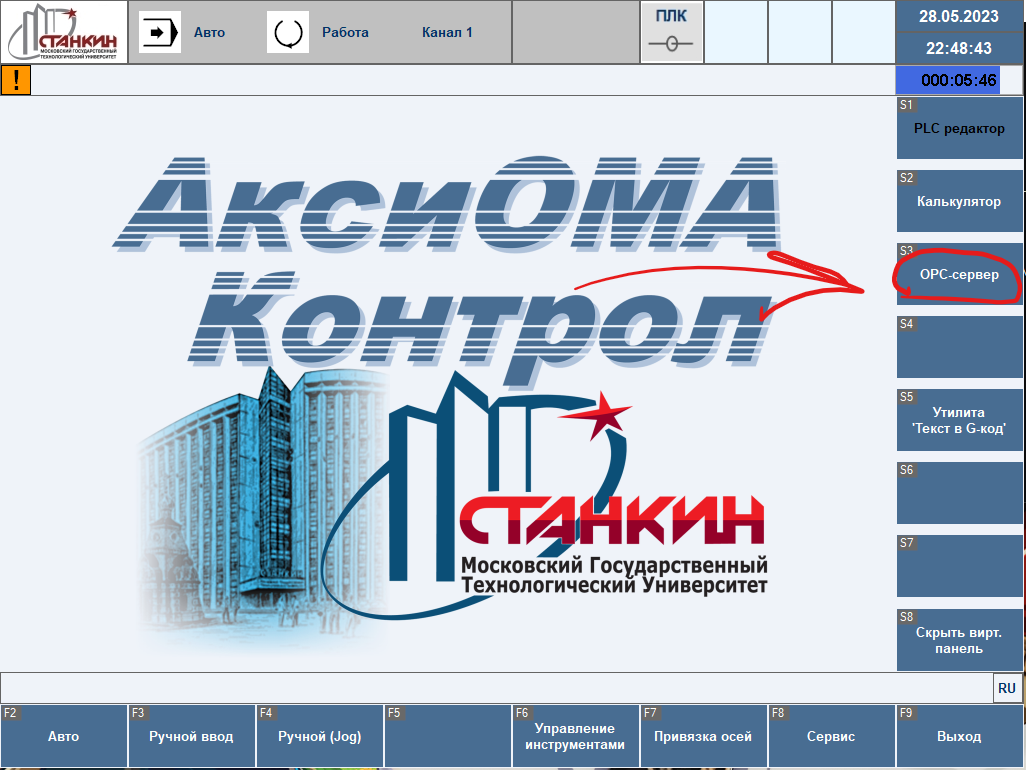 СТАНКИН
МОСКОВСКИЙ ГОСУДАРСТВЕННЫЙ
ТЕХНОЛОГИЧЕСКИЙ УНИВЕРСИТЕТ
Авто
Работа
Канал 1
ПЛК
28.05.2023
22:48:43
!
000:05:46
S1
PLC редактор
S2
Калькулятор
S3
OPC-сервер
S4
S5
Утилита
'Текст в G-код'
S6
S7
S8
Скрыть вирт.
панель
АксиОМА
Контрол
СТАНКИН
Московский Государственный
Технологический Университет
RU
F2
Авто
F3
Ручной ввод
F4
Ручной (Jog)
F5
F6
Управление
инструментами
F7
Привязка осей
F8
Сервис
F9
Выход